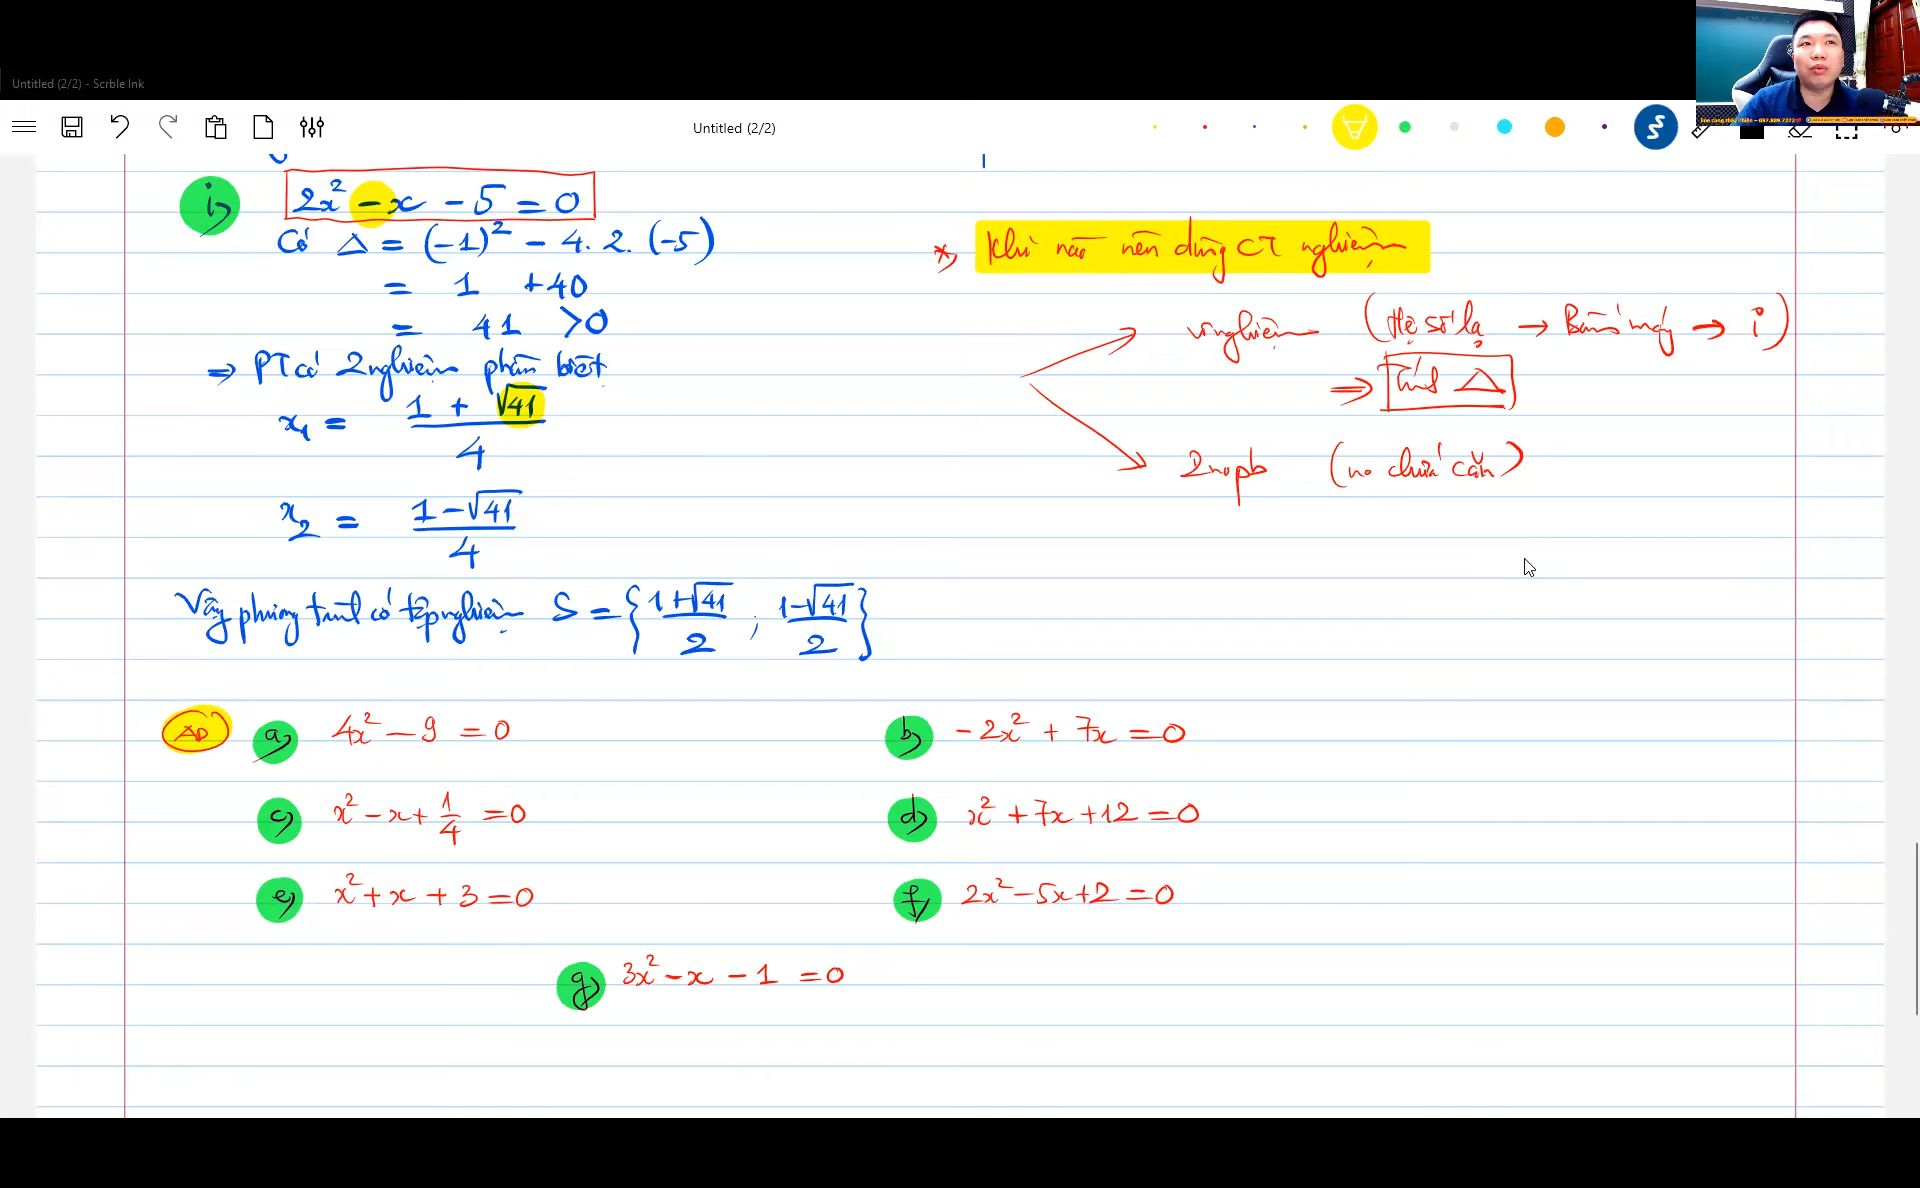 Untitled (2/2) - Scrble Ink
Untitled (2/2)
i) 2x² - x - 5 = 0
Có Δ = (-1)² - 4. 2. (-5)
= 1 + 40
= 41 > 0
⇒ PT có 2 nghiệm phân biệt
x₁ = (1 + √41)/4
x₂ = (1 - √41)/4
Vậy phương trình có tập nghiệm S = {(1+√41)/2 ; (1-√41)/2}
*) Khi nào nên dùng CT nghiệm
vô nghiệm (Hệ số lạ → Bấm máy → i)
⇒ Tính Δ
2 no pb (no chứa căn)
AD a) 4x² - 9 = 0
b) -2x² + 7x = 0
c) x² - x + 1/4 = 0
d) x² + 7x + 12 = 0
e) x² + x + 3 = 0
f) 2x² - 5x + 2 = 0
g) 3x² - x - 1 = 0